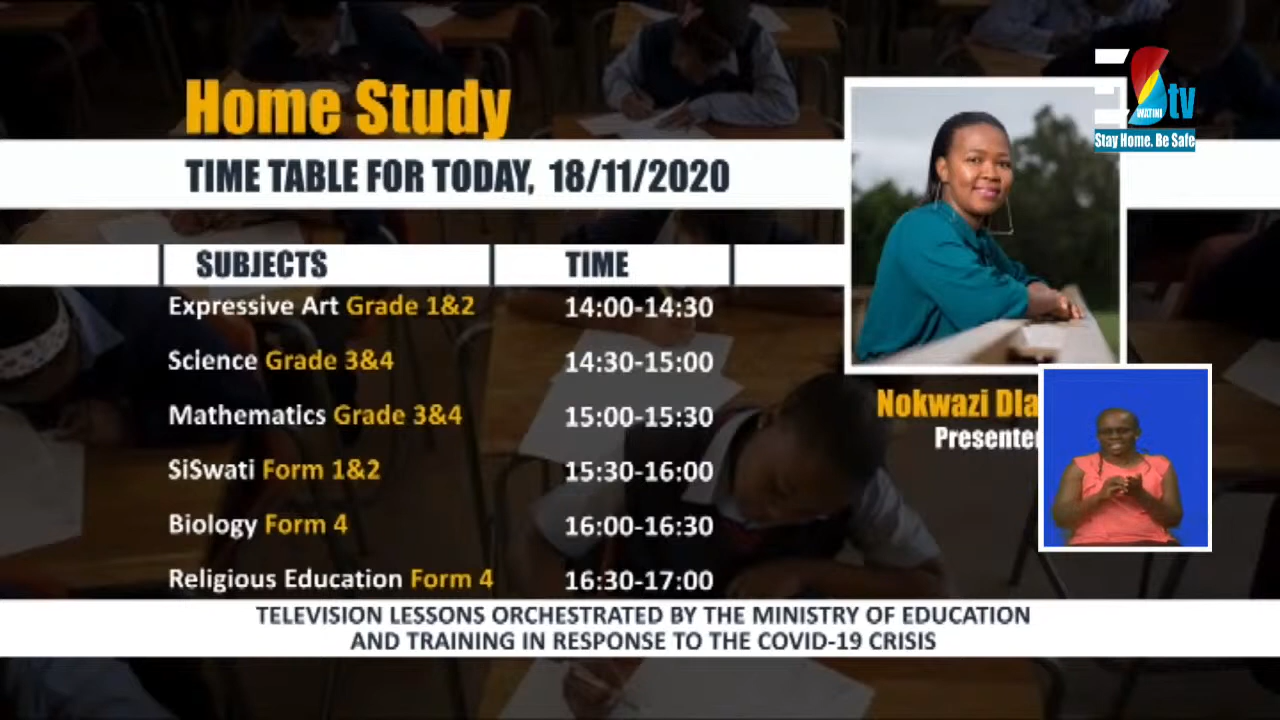 Home Study
TIME TABLE FOR TODAY, 18/11/2020
E
WATINI
tv
Stay Home. Be Safe
SUBJECTS TIME
Expressive Art Grade 1&2 14:00-14:30
Science Grade 3&4 14:30-15:00
Mathematics Grade 3&4 15:00-15:30
SiSwati Form 1&2 15:30-16:00
Biology Form 4 16:00-16:30
Religious Education Form 4 16:30-17:00
Nokwazi
Presenter
TELEVISION LESSONS ORCHESTRATED BY THE MINISTRY OF EDUCATION
AND TRAINING IN RESPONSE TO THE COVID-19 CRISIS